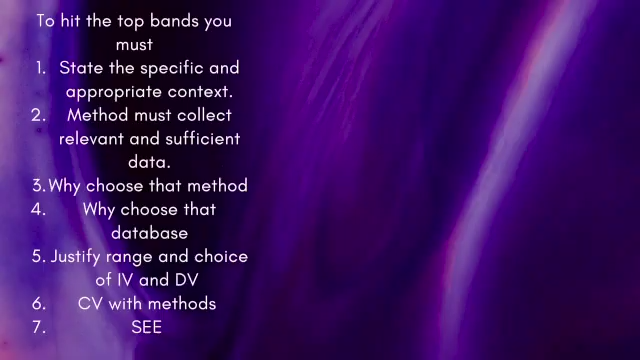 To hit the top bands you
must
1. State the specific and
appropriate context.
2. Method must collect
relevant and sufficient
data.
3. Why choose that method
4. Why choose that
database
5. Justify range and choice
of IV and DV
6. CV with methods
7. SEE